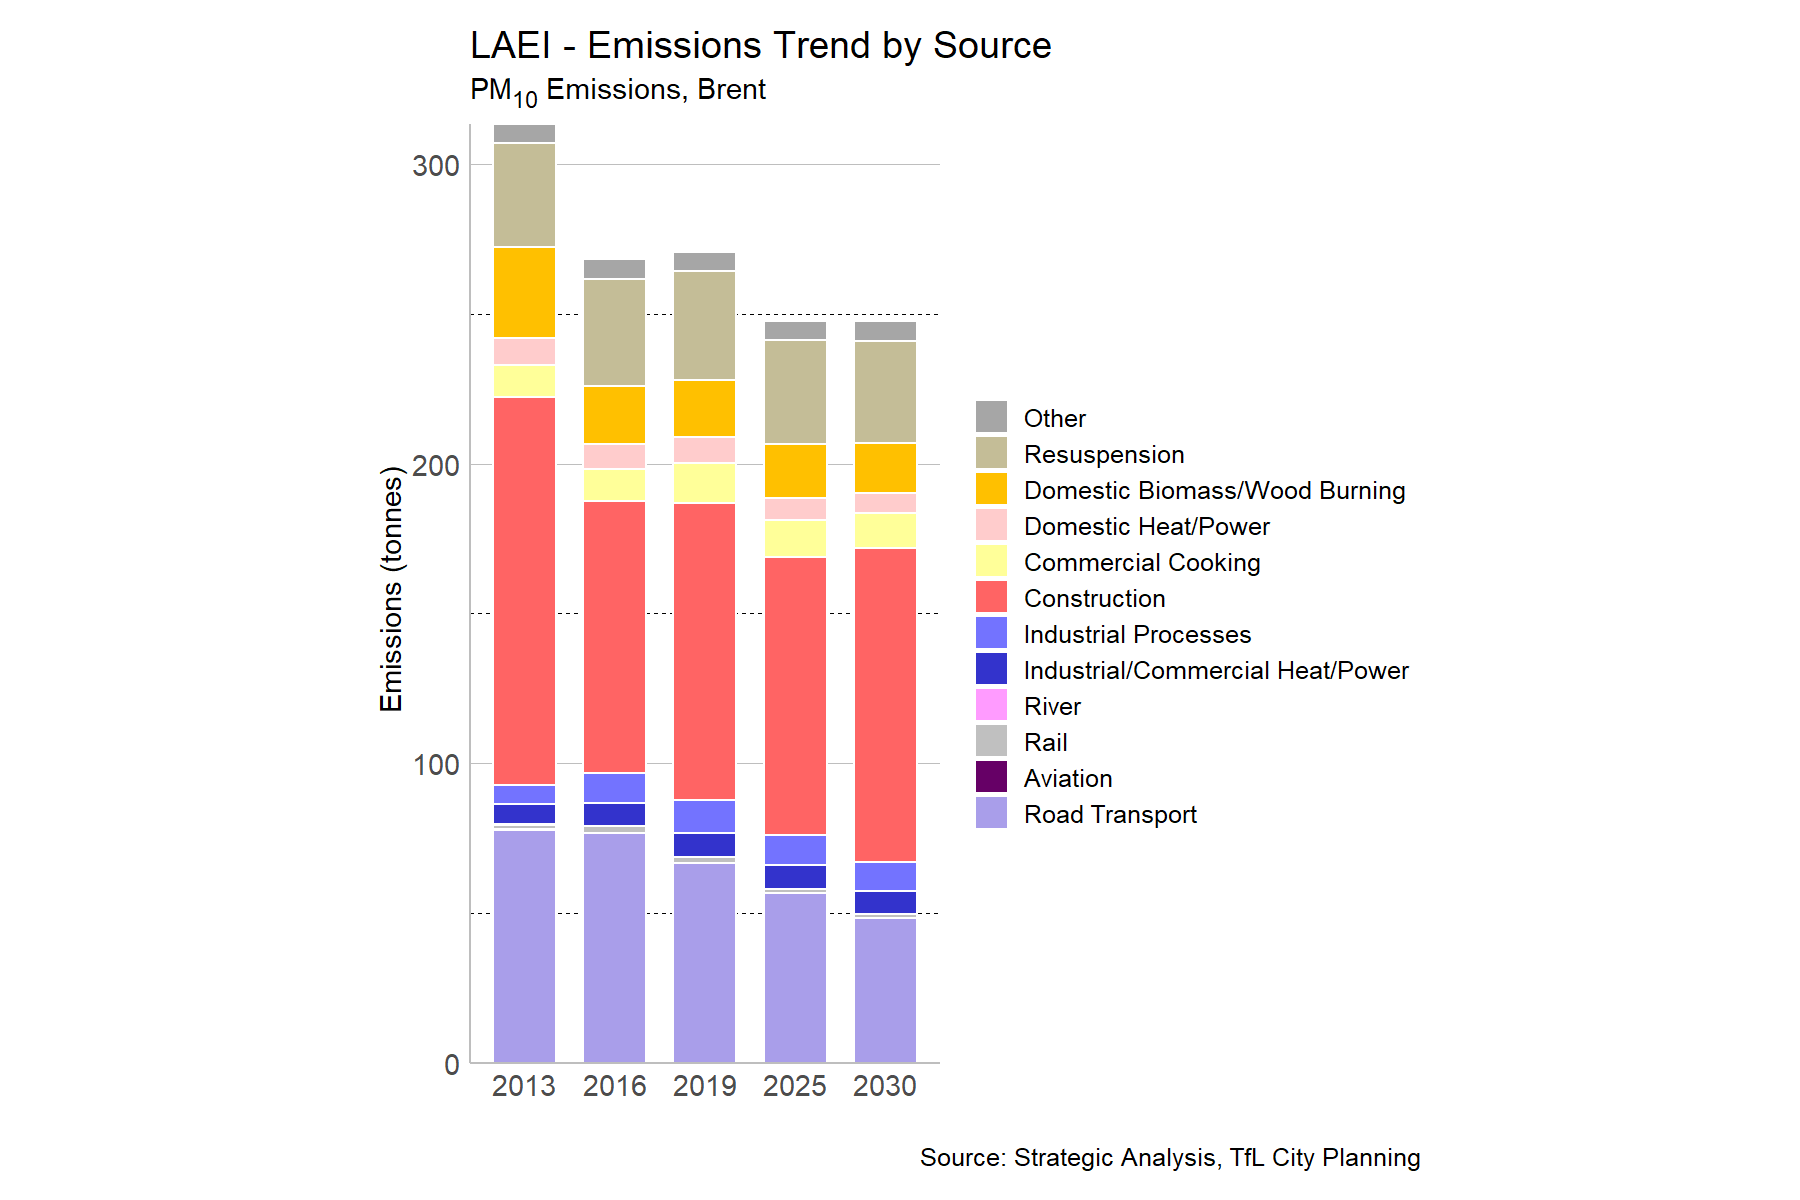 LAEI - Emissions Trend by Source
PM10 Emissions, Brent
Emissions (tonnes)
300
200
100
0
2013 2016 2019 2025 2030
Other
Resuspension
Domestic Biomass/Wood Burning
Domestic Heat/Power
Commercial Cooking
Construction
Industrial Processes
Industrial/Commercial Heat/Power
River
Rail
Aviation
Road Transport
Source: Strategic Analysis, TfL City Planning